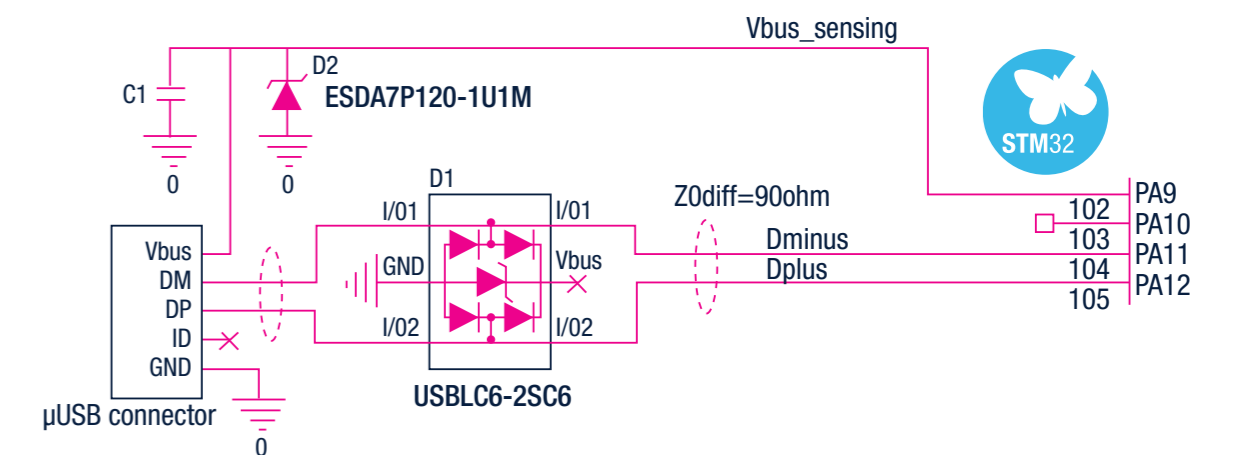 Vbus_sensing
C1
D2
ESDA7P120-1U1M
STM32
0
0
D1
Z0diff=90ohm
PA9
I/01
I/01
102
PA10
Vbus
Dminus
103
PA11
DM
GND
Vbus
Dplus
104
PA12
DP
105
I/02
I/02
ID
GND
USBLC6-2SC6
µUSB connector
0